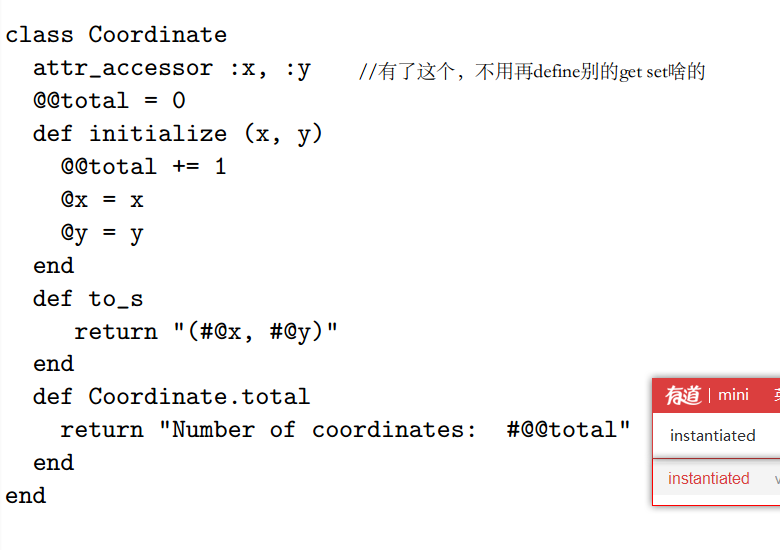 class Coordinate
  attr_accessor :x, :y    //有了这个，不用再define别的get set啥的
  @@total = 0
  def initialize (x, y)
    @@total += 1
    @x = x
    @y = y
  end
  def to_s
     return "(#@x, #@y)"
  end
  def Coordinate.total
    return "Number of coordinates:  #@@total"
  end
end
有道 | mini
instantiated
instantiated